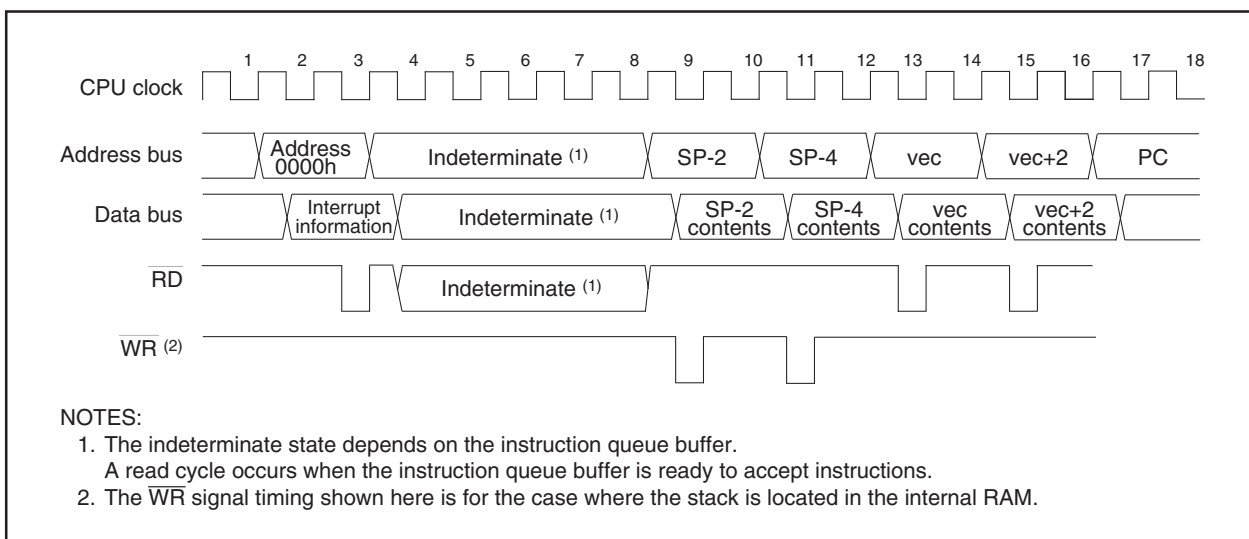 1 2 3 4 5 6 7 8 9 10 11 12 13 14 15 16 17 18
CPU clock
Address bus
Address
0000h
Indeterminate (1)
SP-2
SP-4
vec
vec+2
PC
Data bus
Interrupt
information
Indeterminate (1)
SP-2
contents
SP-4
contents
vec
contents
vec+2
contents
RD
Indeterminate (1)
WR (2)
NOTES:
1. The indeterminate state depends on the instruction queue buffer.
A read cycle occurs when the instruction queue buffer is ready to accept instructions.
2. The WR signal timing shown here is for the case where the stack is located in the internal RAM.